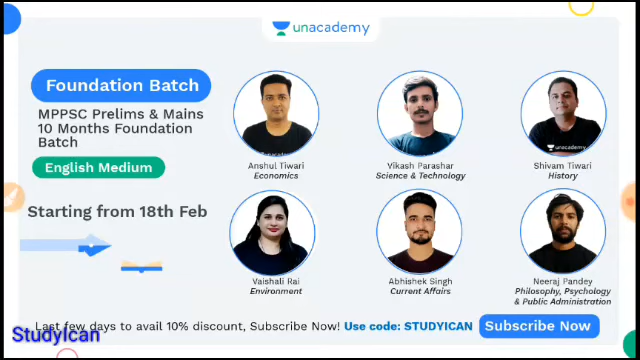 unacademy
Foundation Batch
MPPSC Prelims & Mains
10 Months Foundation
Batch
English Medium
Starting from 18th Feb
unacademy
Anshul Tiwari
Economics
Vikash Parashar
Science & Technology
unacademy
Shivam Tiwari
History
Vaishali Rai
Environment
Abhishek Singh
Current Affairs
Neeraj Pandey
Philosophy, Psychology
& Public Administration
Last few days to avail 10% discount, Subscribe Now! Use code: STUDYICAN
Subscribe Now
StudyIcan